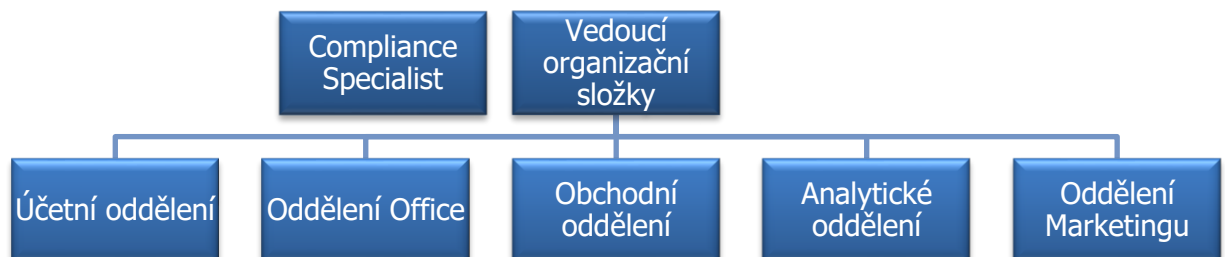 Compliance
Specialist
Vedoucí
organizační
složky
Účetní oddělení
Oddělení Office
Obchodní
oddělení
Analytické
oddělení
Oddělení
Marketingu